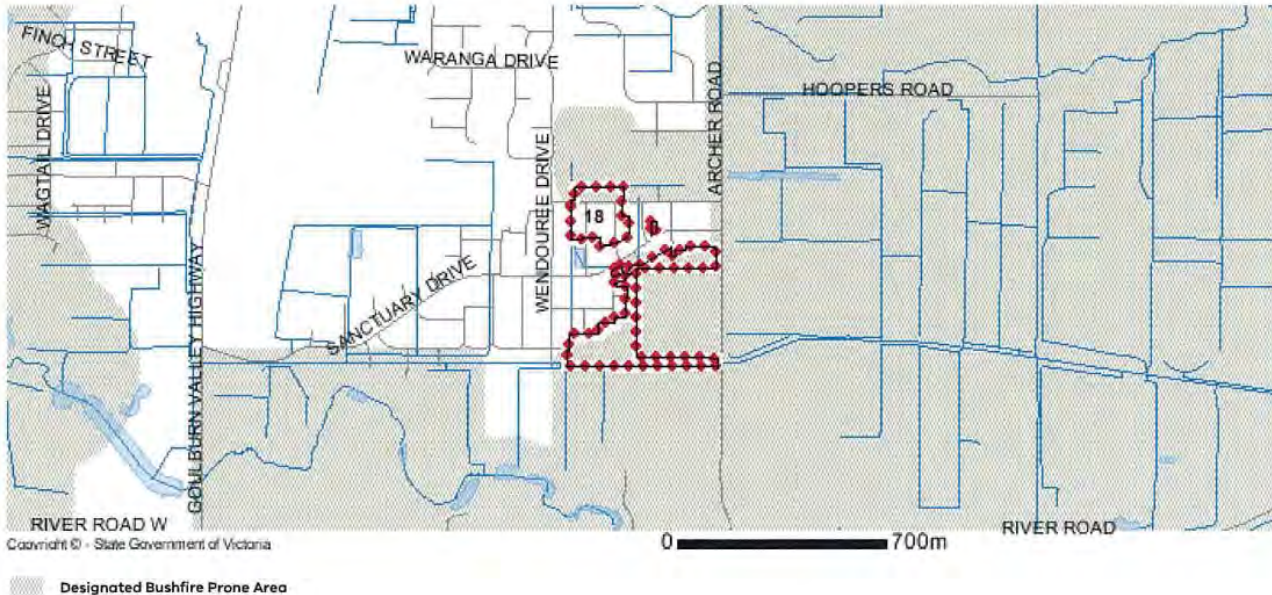 FINCH STREET
WARANGA DRIVE
HOOPERS ROAD
WAGTAIL DRIVE
WENDOUREE DRIVE
ARCHER ROAD
18
SANCTUARY DRIVE
GOULBURN VALLEY HIGHWAY
RIVER ROAD W
RIVER ROAD
Copyright © - State Government of Victoria
0 700m
Designated Bushfire Prone Area